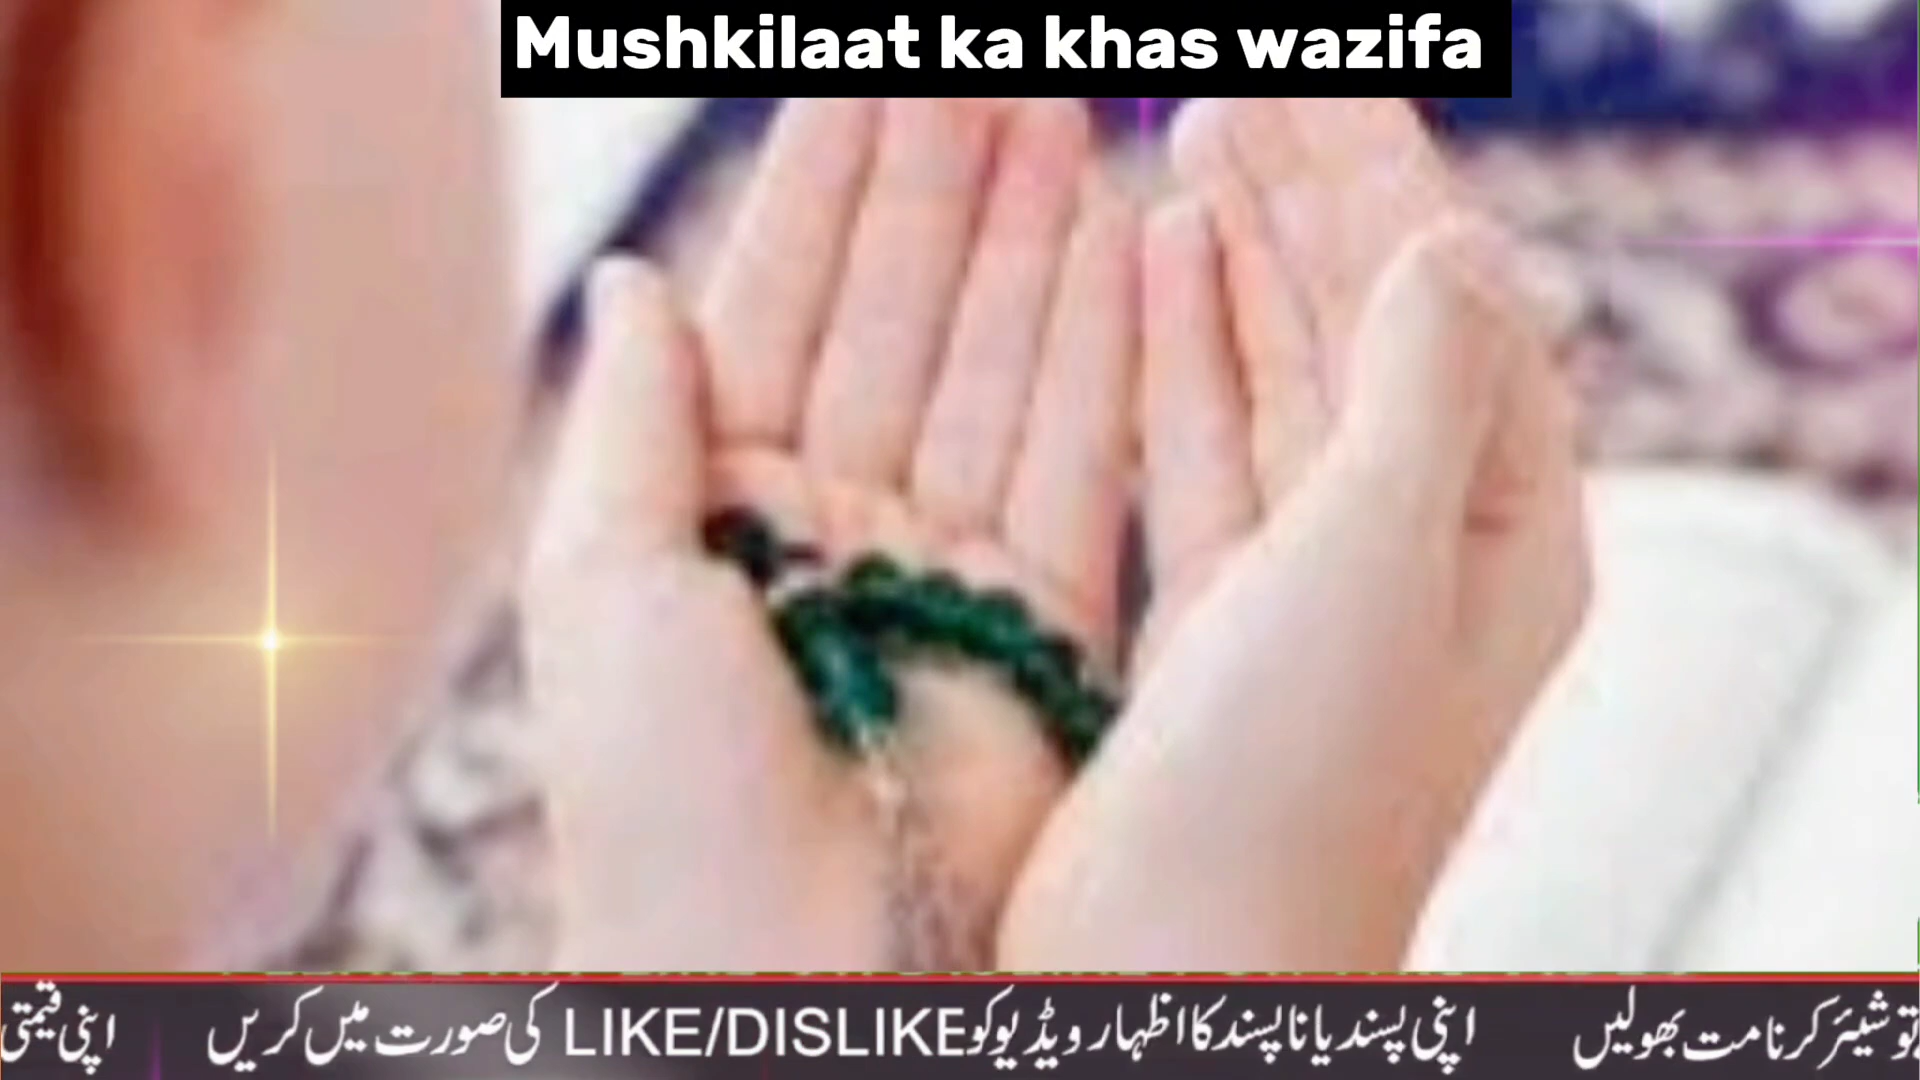 Mushkilaat ka khas wazifa
تو شیئر کرنا مت بھولیں اپنی پسند یا ناپسند کا اظہار ویڈیو کو LIKE/DISLIKE کی صورت میں کریں اپنی قیمتی